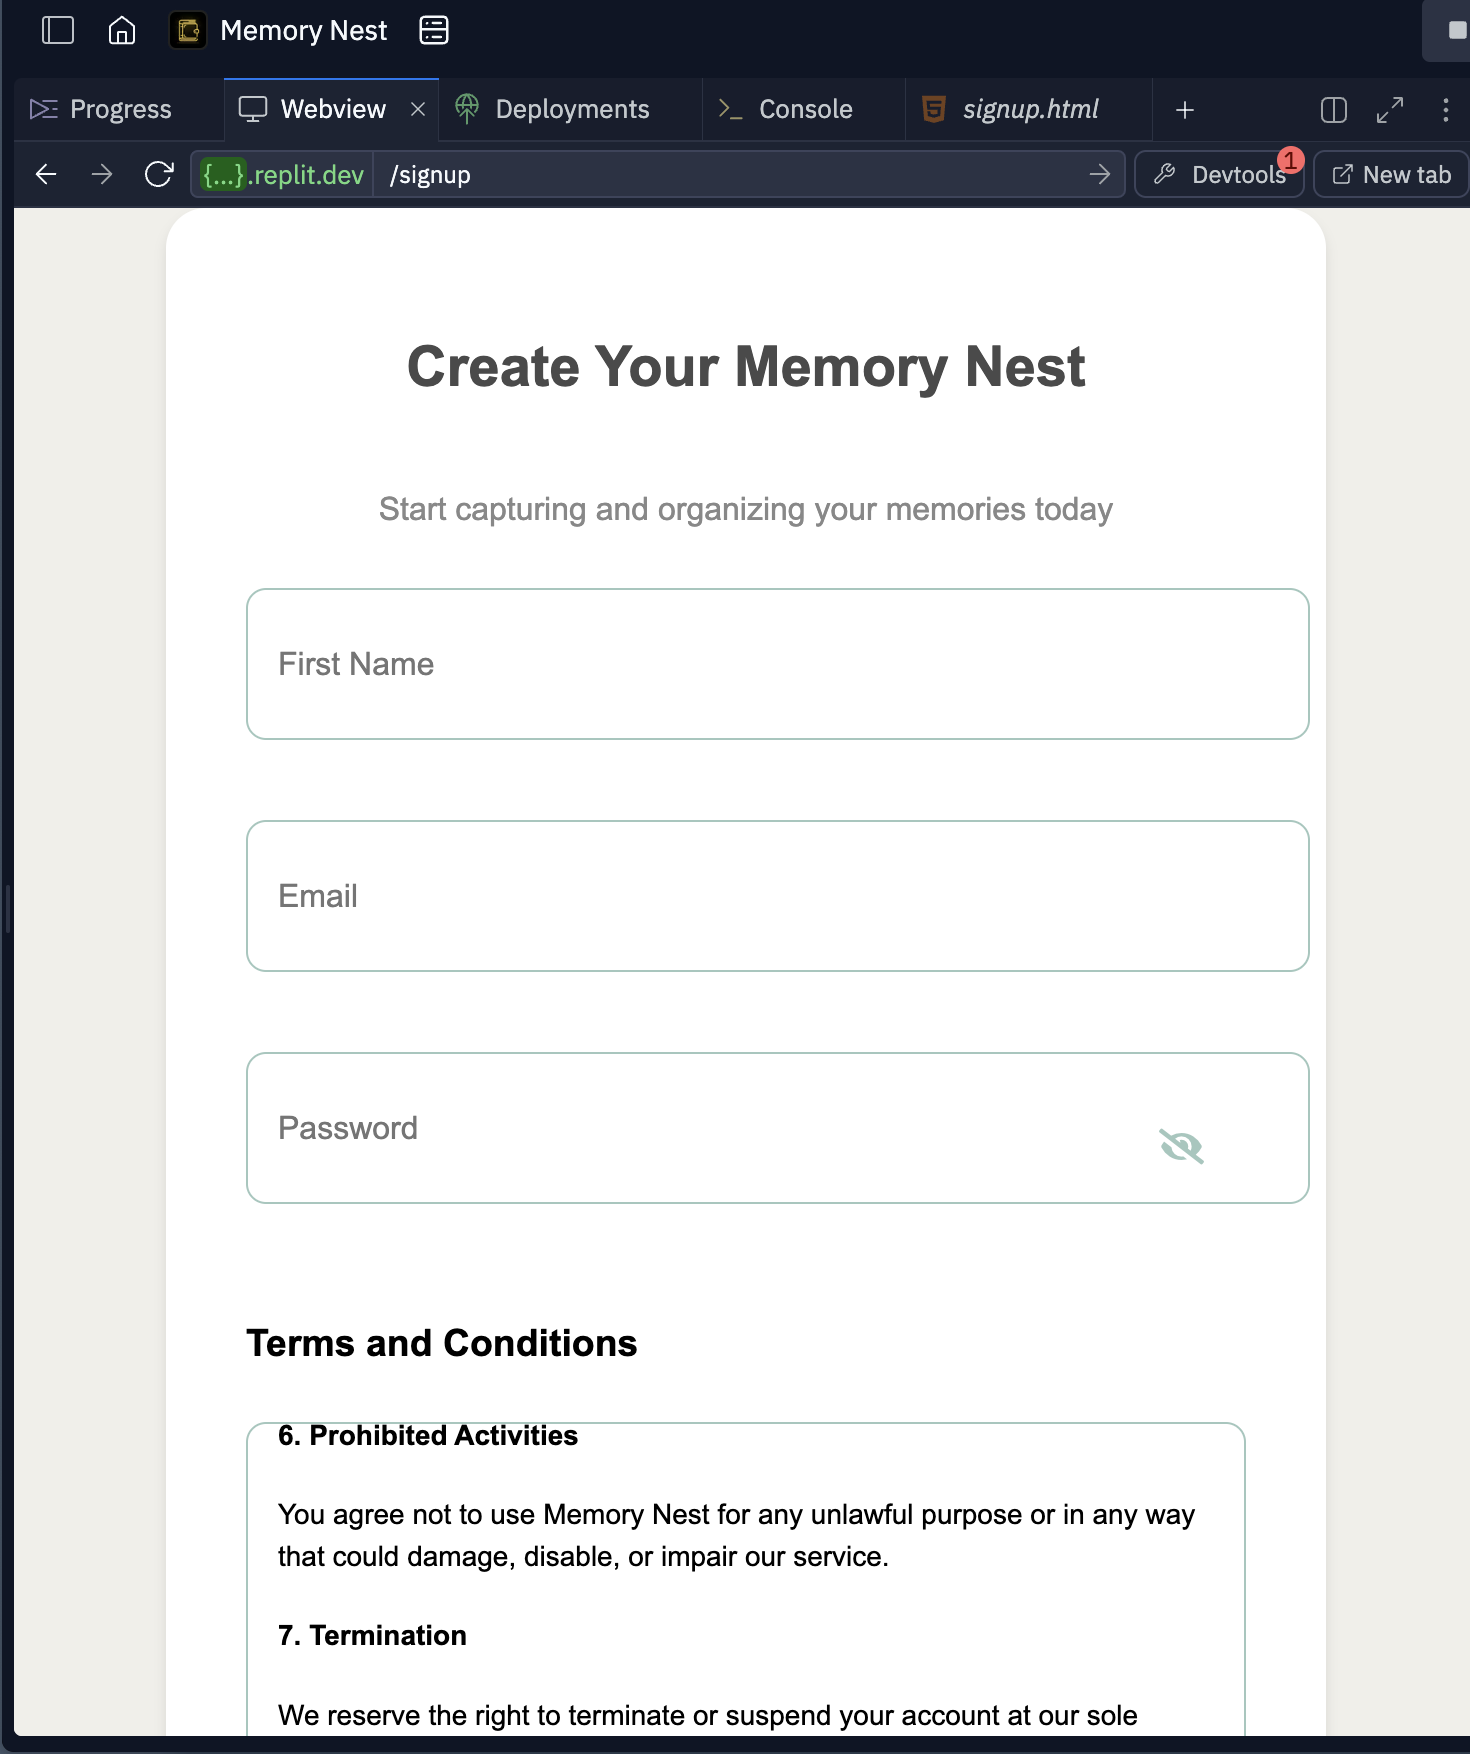 Memory Nest
Progress
Webview
Deployments
Console
signup.html
{...}.replit.dev
/signup
Devtools
1
New tab
Create Your Memory Nest
Start capturing and organizing your memories today
First Name
Email
Password
Terms and Conditions
6. Prohibited Activities
You agree not to use Memory Nest for any unlawful purpose or in any way
that could damage, disable, or impair our service.
7. Termination
We reserve the right to terminate or suspend your account at our sole